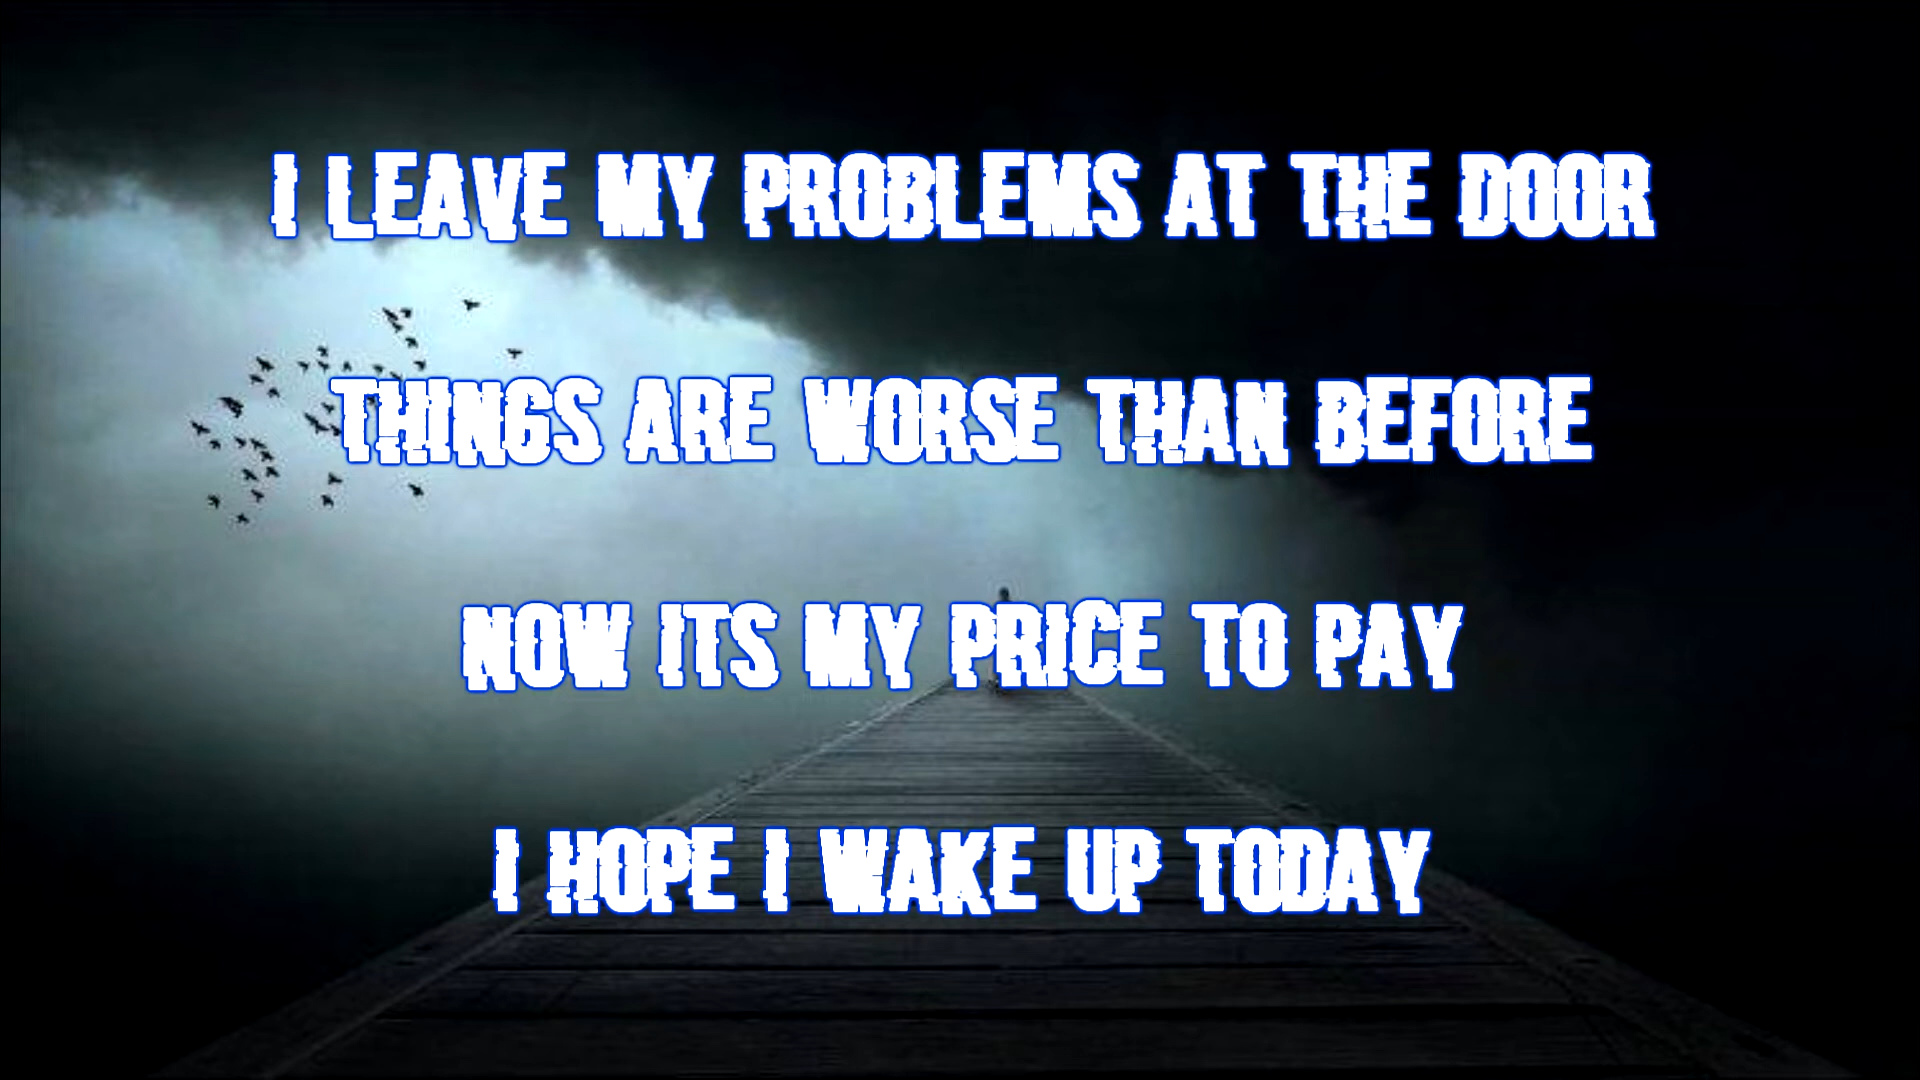 I LEAVE MY PROBLEMS AT THE DOOR
THINGS ARE WORSE THAN BEFORE
NOW ITS MY PRICE TO PAY
I HOPE I WAKE UP TODAY